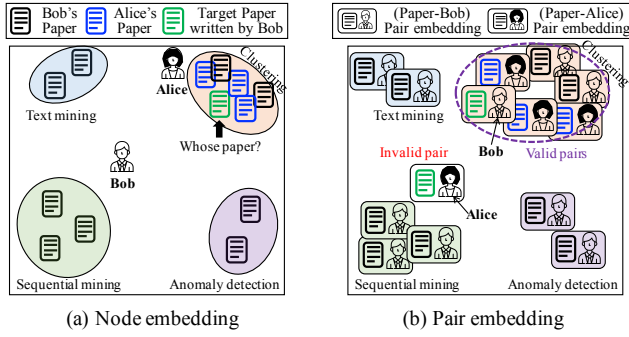 Bob's
Paper
Alice's
Paper
Target Paper
written by Bob
Alice
Clustering
Text mining
Whose paper?
Bob
Sequential mining
Anomaly detection
(a) Node embedding
(Paper-Bob)
Pair embedding
(Paper-Alice)
Pair embedding
Clustering
Text mining
Invalid pair
Bob
Valid pairs
Alice
Sequential mining
Anomaly detection
(b) Pair embedding